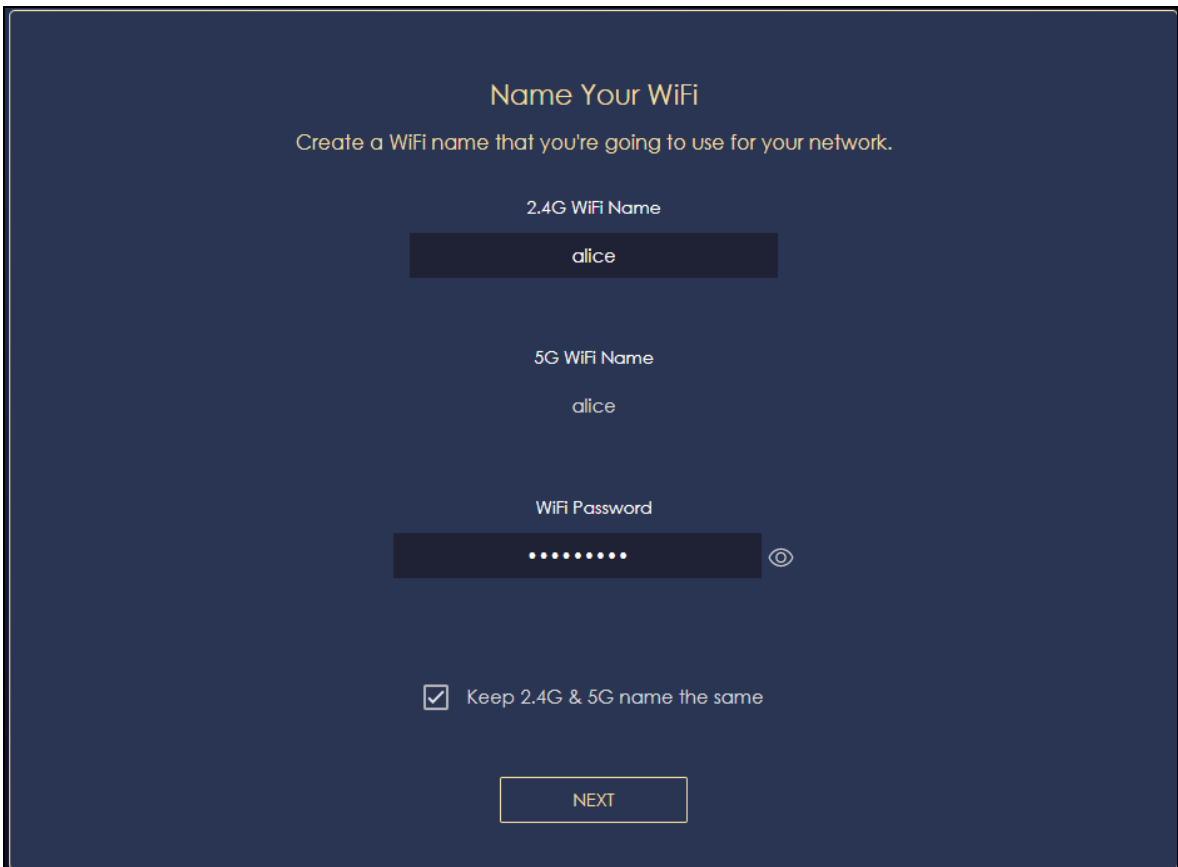 Name Your WiFi
Create a WiFi name that you're going to use for your network.
2.4G WiFi Name
alice
5G WiFi Name
alice
WiFi Password
•••••••••
Keep 2.4G & 5G name the same
NEXT